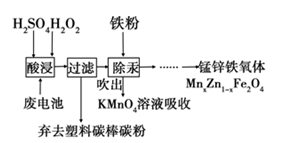 H₂SO₄H₂O₂ 铁粉
酸浸 过滤 除汞 …… 锰锌铁氧体
MnₓZn₁₋ₓFe₂O₄
废电池 吹出 KMnO₄溶液吸收
弃去塑料碳棒碳粉